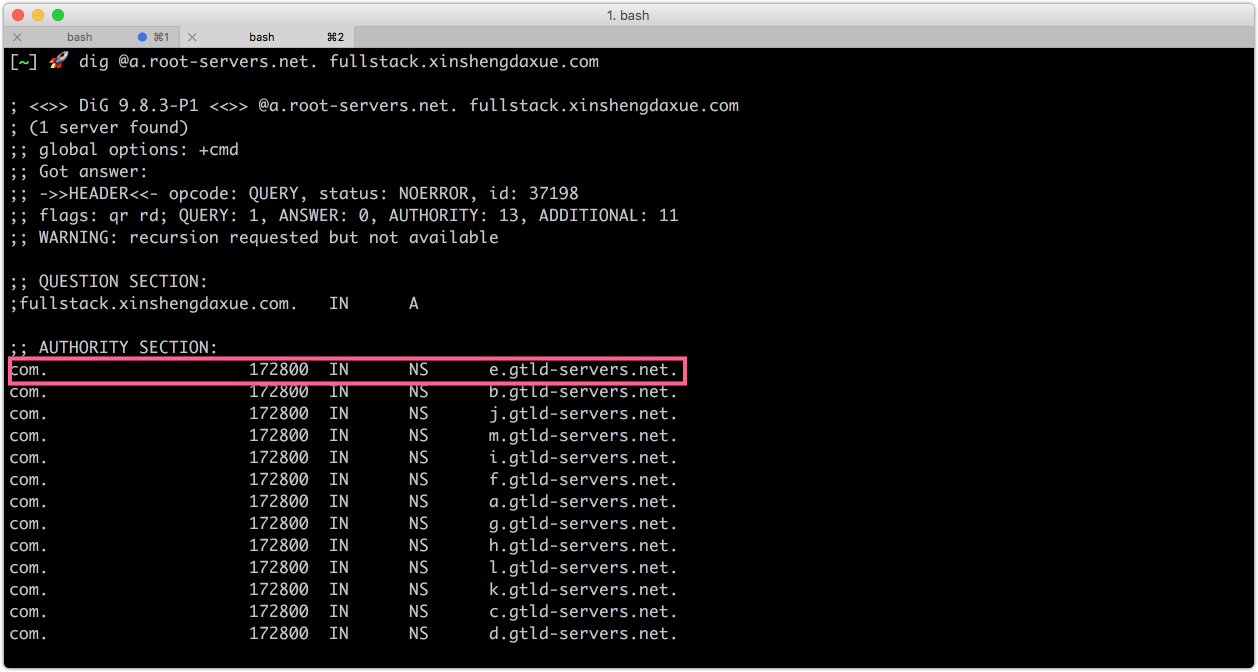 1. bash
bash ⌘1 bash ⌘2
[~] 🚀 dig @a.root-servers.net. fullstack.xinshengdaxue.com
; <<>> DiG 9.8.3-P1 <<>> @a.root-servers.net. fullstack.xinshengdaxue.com
; (1 server found)
;; global options: +cmd
;; Got answer:
;; ->>HEADER<<- opcode: QUERY, status: NOERROR, id: 37198
;; flags: qr rd; QUERY: 1, ANSWER: 0, AUTHORITY: 13, ADDITIONAL: 11
;; WARNING: recursion requested but not available
;; QUESTION SECTION:
;fullstack.xinshengdaxue.com. IN A
;; AUTHORITY SECTION:
com. 172800 IN NS e.gtld-servers.net.
com. 172800 IN NS b.gtld-servers.net.
com. 172800 IN NS j.gtld-servers.net.
com. 172800 IN NS m.gtld-servers.net.
com. 172800 IN NS i.gtld-servers.net.
com. 172800 IN NS f.gtld-servers.net.
com. 172800 IN NS a.gtld-servers.net.
com. 172800 IN NS g.gtld-servers.net.
com. 172800 IN NS h.gtld-servers.net.
com. 172800 IN NS l.gtld-servers.net.
com. 172800 IN NS k.gtld-servers.net.
com. 172800 IN NS c.gtld-servers.net.
com. 172800 IN NS d.gtld-servers.net.